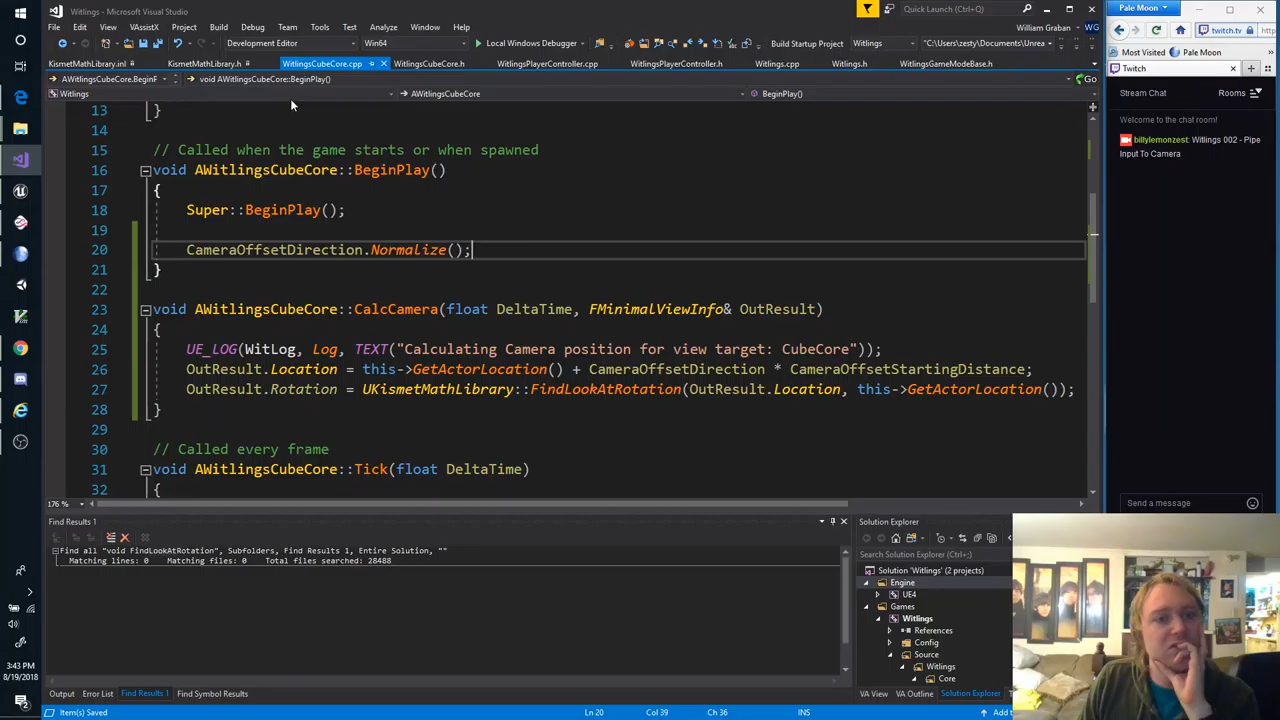 Witlings - Microsoft Visual Studio
Quick Launch (Ctrl+Q)
Pale Moon
File Edit View VAssistX Project Build Debug Team Tools Test Analyze Window Help
William Graban
twitch.tv
Development Editor Win64 Local Windows Debugger Build Startup Project Witlings "C:\Users\zesty\Documents\Unrea
Most Visited Pale Moon
KismetMathLibrary.inl KismetMathLibrary.h WitlingsCubeCore.cpp WitlingsCubeCore.h WitlingsPlayerController.cpp WitlingsPlayerController.h Witlings.cpp Witlings.h WitlingsGameModeBase.h
Twitch
AWitlingsCubeCore.BeginF void AWitlingsCubeCore::BeginPlay() Go
Witlings AWitlingsCubeCore BeginPlay()
Stream Chat Rooms
Welcome to the chat room!
billylemonzest: Witlings 002 - Pipe
Input To Camera
13 }
14
15 // Called when the game starts or when spawned
16 void AWitlingsCubeCore::BeginPlay()
17 {
18 Super::BeginPlay();
19
20 CameraOffsetDirection.Normalize();
21 }
22
23 void AWitlingsCubeCore::CalcCamera(float DeltaTime, FMinimalViewInfo& OutResult)
24 {
25 UE_LOG(WitLog, Log, TEXT("Calculating Camera position for view target: CubeCore"));
26 OutResult.Location = this->GetActorLocation() + CameraOffsetDirection * CameraOffsetStartingDistance;
27 OutResult.Rotation = UKismetMathLibrary::FindLookAtRotation(OutResult.Location, this->GetActorLocation());
28 }
29
30 // Called every frame
31 void AWitlingsCubeCore::Tick(float DeltaTime)
32 {
176 %
Send a message
Find Results 1
Find all "void FindLookAtRotation", Subfolders, Find Results 1, Entire Solution, ""
Matching lines: 0 Matching files: 0 Total files searched: 28488
Solution Explorer
Search Solution Explorer (Ctrl+;)
Solution 'Witlings' (2 projects)
Engine
UE4
Games
Witlings
References
Config
Source
Witlings
Core
Output Error List Find Results 1 Find Symbol Results
VA View VA Outline Solution Explorer
Item(s) Saved Ln 20 Col 39 Ch 36 INS Add t
3:43 PM
8/19/2018